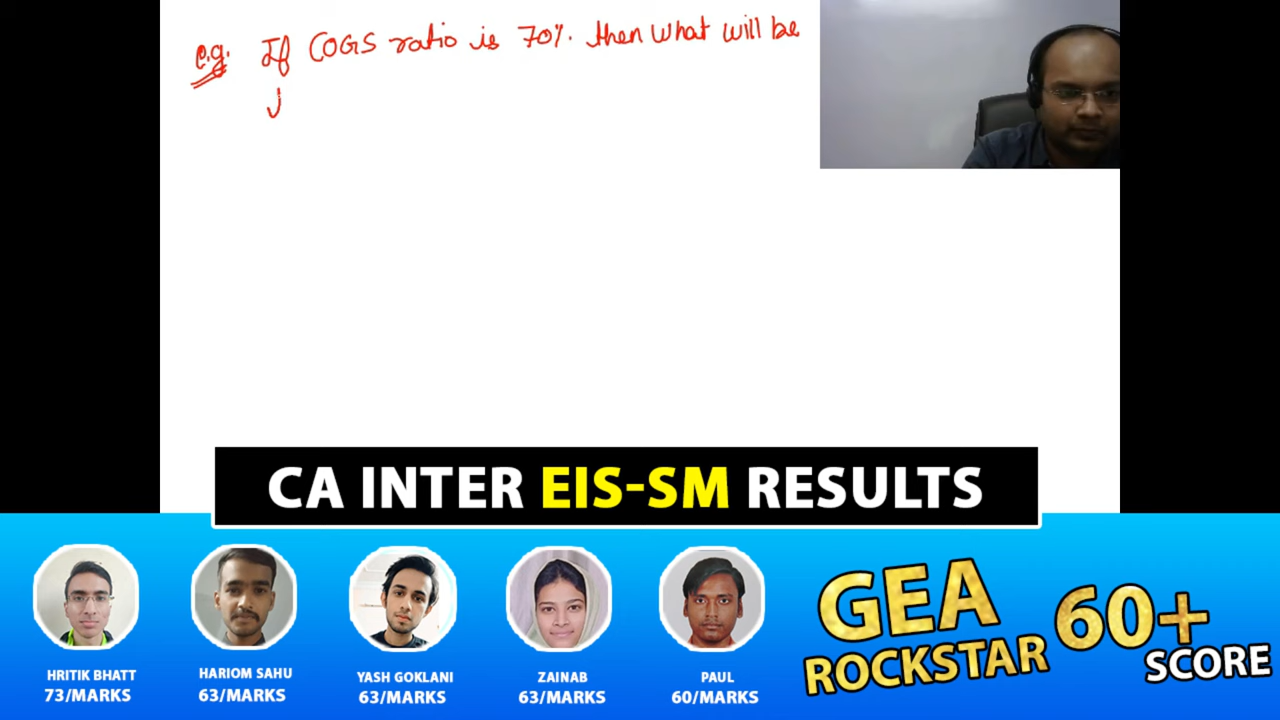 e.g. If COGS ratio is 70%. then what will be
CA INTER EIS-SM RESULTS
HRITIK BHATT
73/MARKS
HARIOM SAHU
63/MARKS
YASH GOKLANI
63/MARKS
ZAINAB
63/MARKS
PAUL
60/MARKS
GEA
ROCKSTAR
60+
SCORE